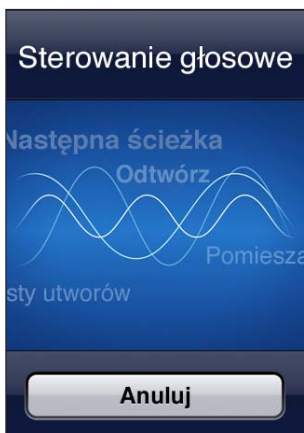 Sterowanie głosowe
Następna ścieżka
Odtwórz
Pomiesza
sty utworów
Anuluj